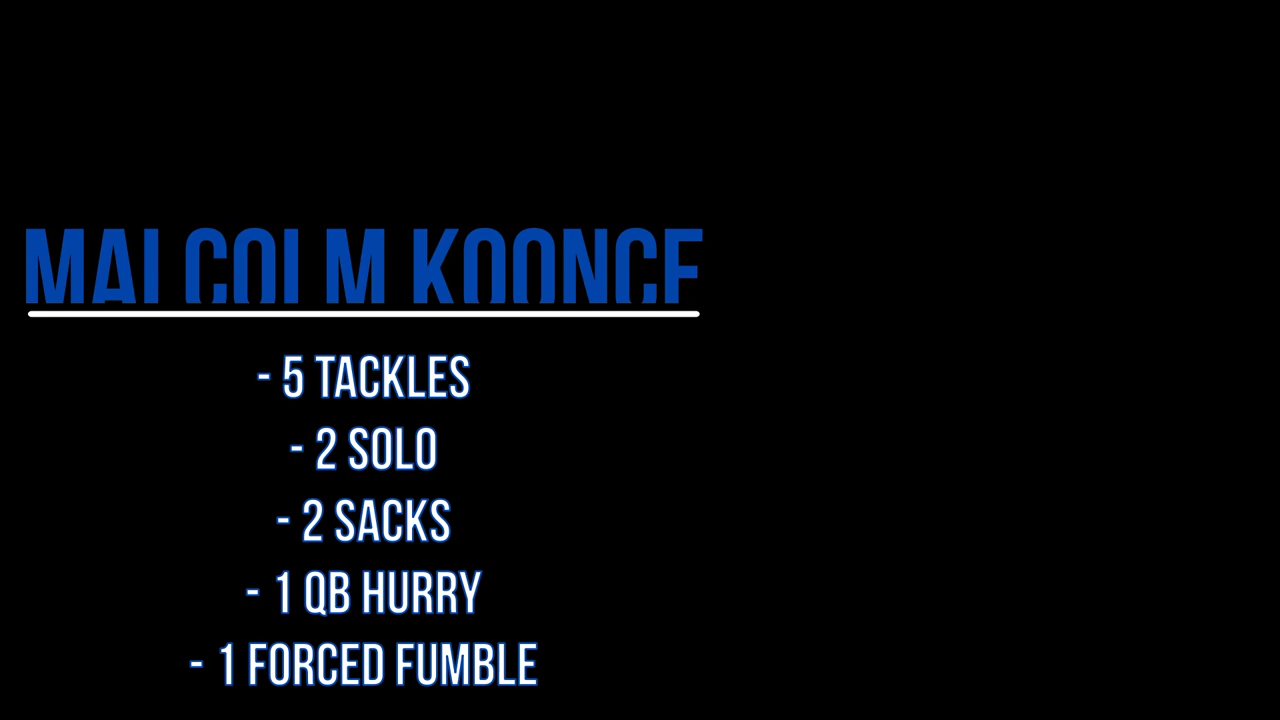 MALCOLM KOONCE
- 5 TACKLES
- 2 SOLO
- 2 SACKS
- 1 QB HURRY
- 1 FORCED FUMBLE